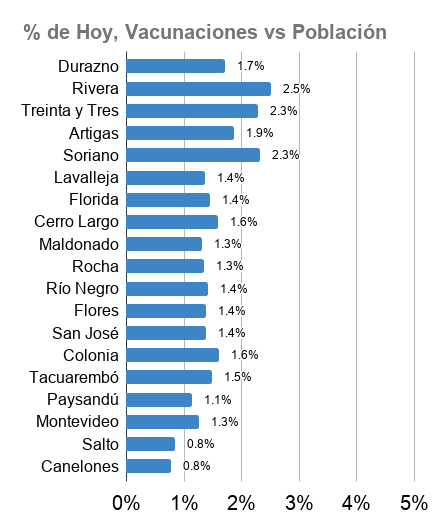 % de Hoy, Vacunaciones vs Población
Durazno 1.7%
Rivera 2.5%
Treinta y Tres 2.3%
Artigas 1.9%
Soriano 2.3%
Lavalleja 1.4%
Florida 1.4%
Cerro Largo 1.6%
Maldonado 1.3%
Rocha 1.3%
Río Negro 1.4%
Flores 1.4%
San José 1.4%
Colonia 1.6%
Tacuarembó 1.5%
Paysandú 1.1%
Montevideo 1.3%
Salto 0.8%
Canelones 0.8%
0% 1% 2% 3% 4% 5%